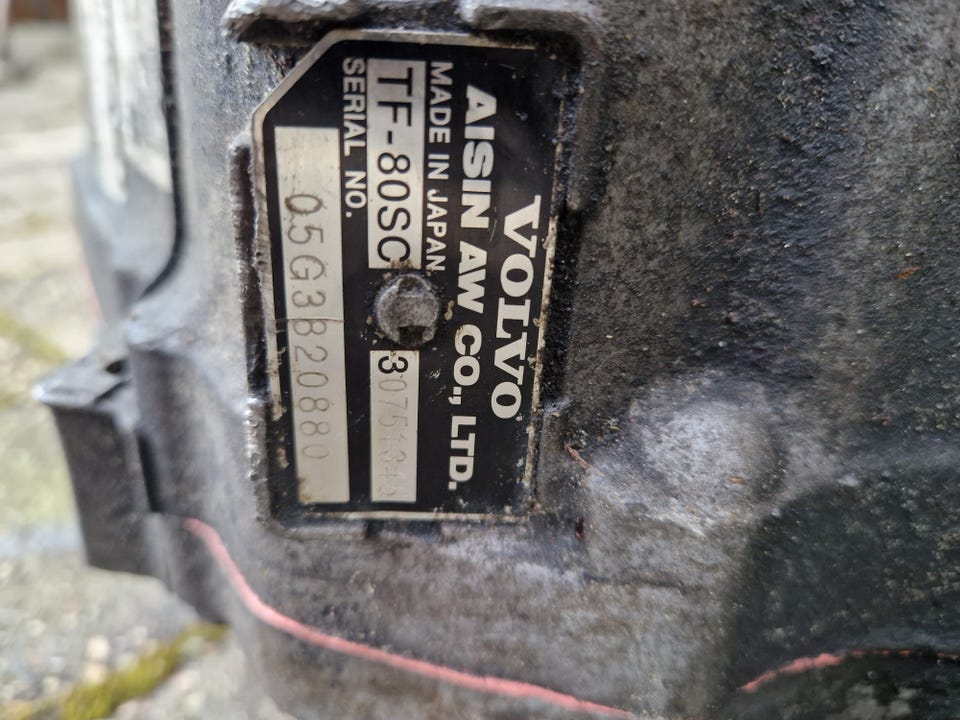 VOLVO
AISIN AW CO., LTD.
MADE IN JAPAN
TF-80SC
SERIAL NO.
05G3B20880